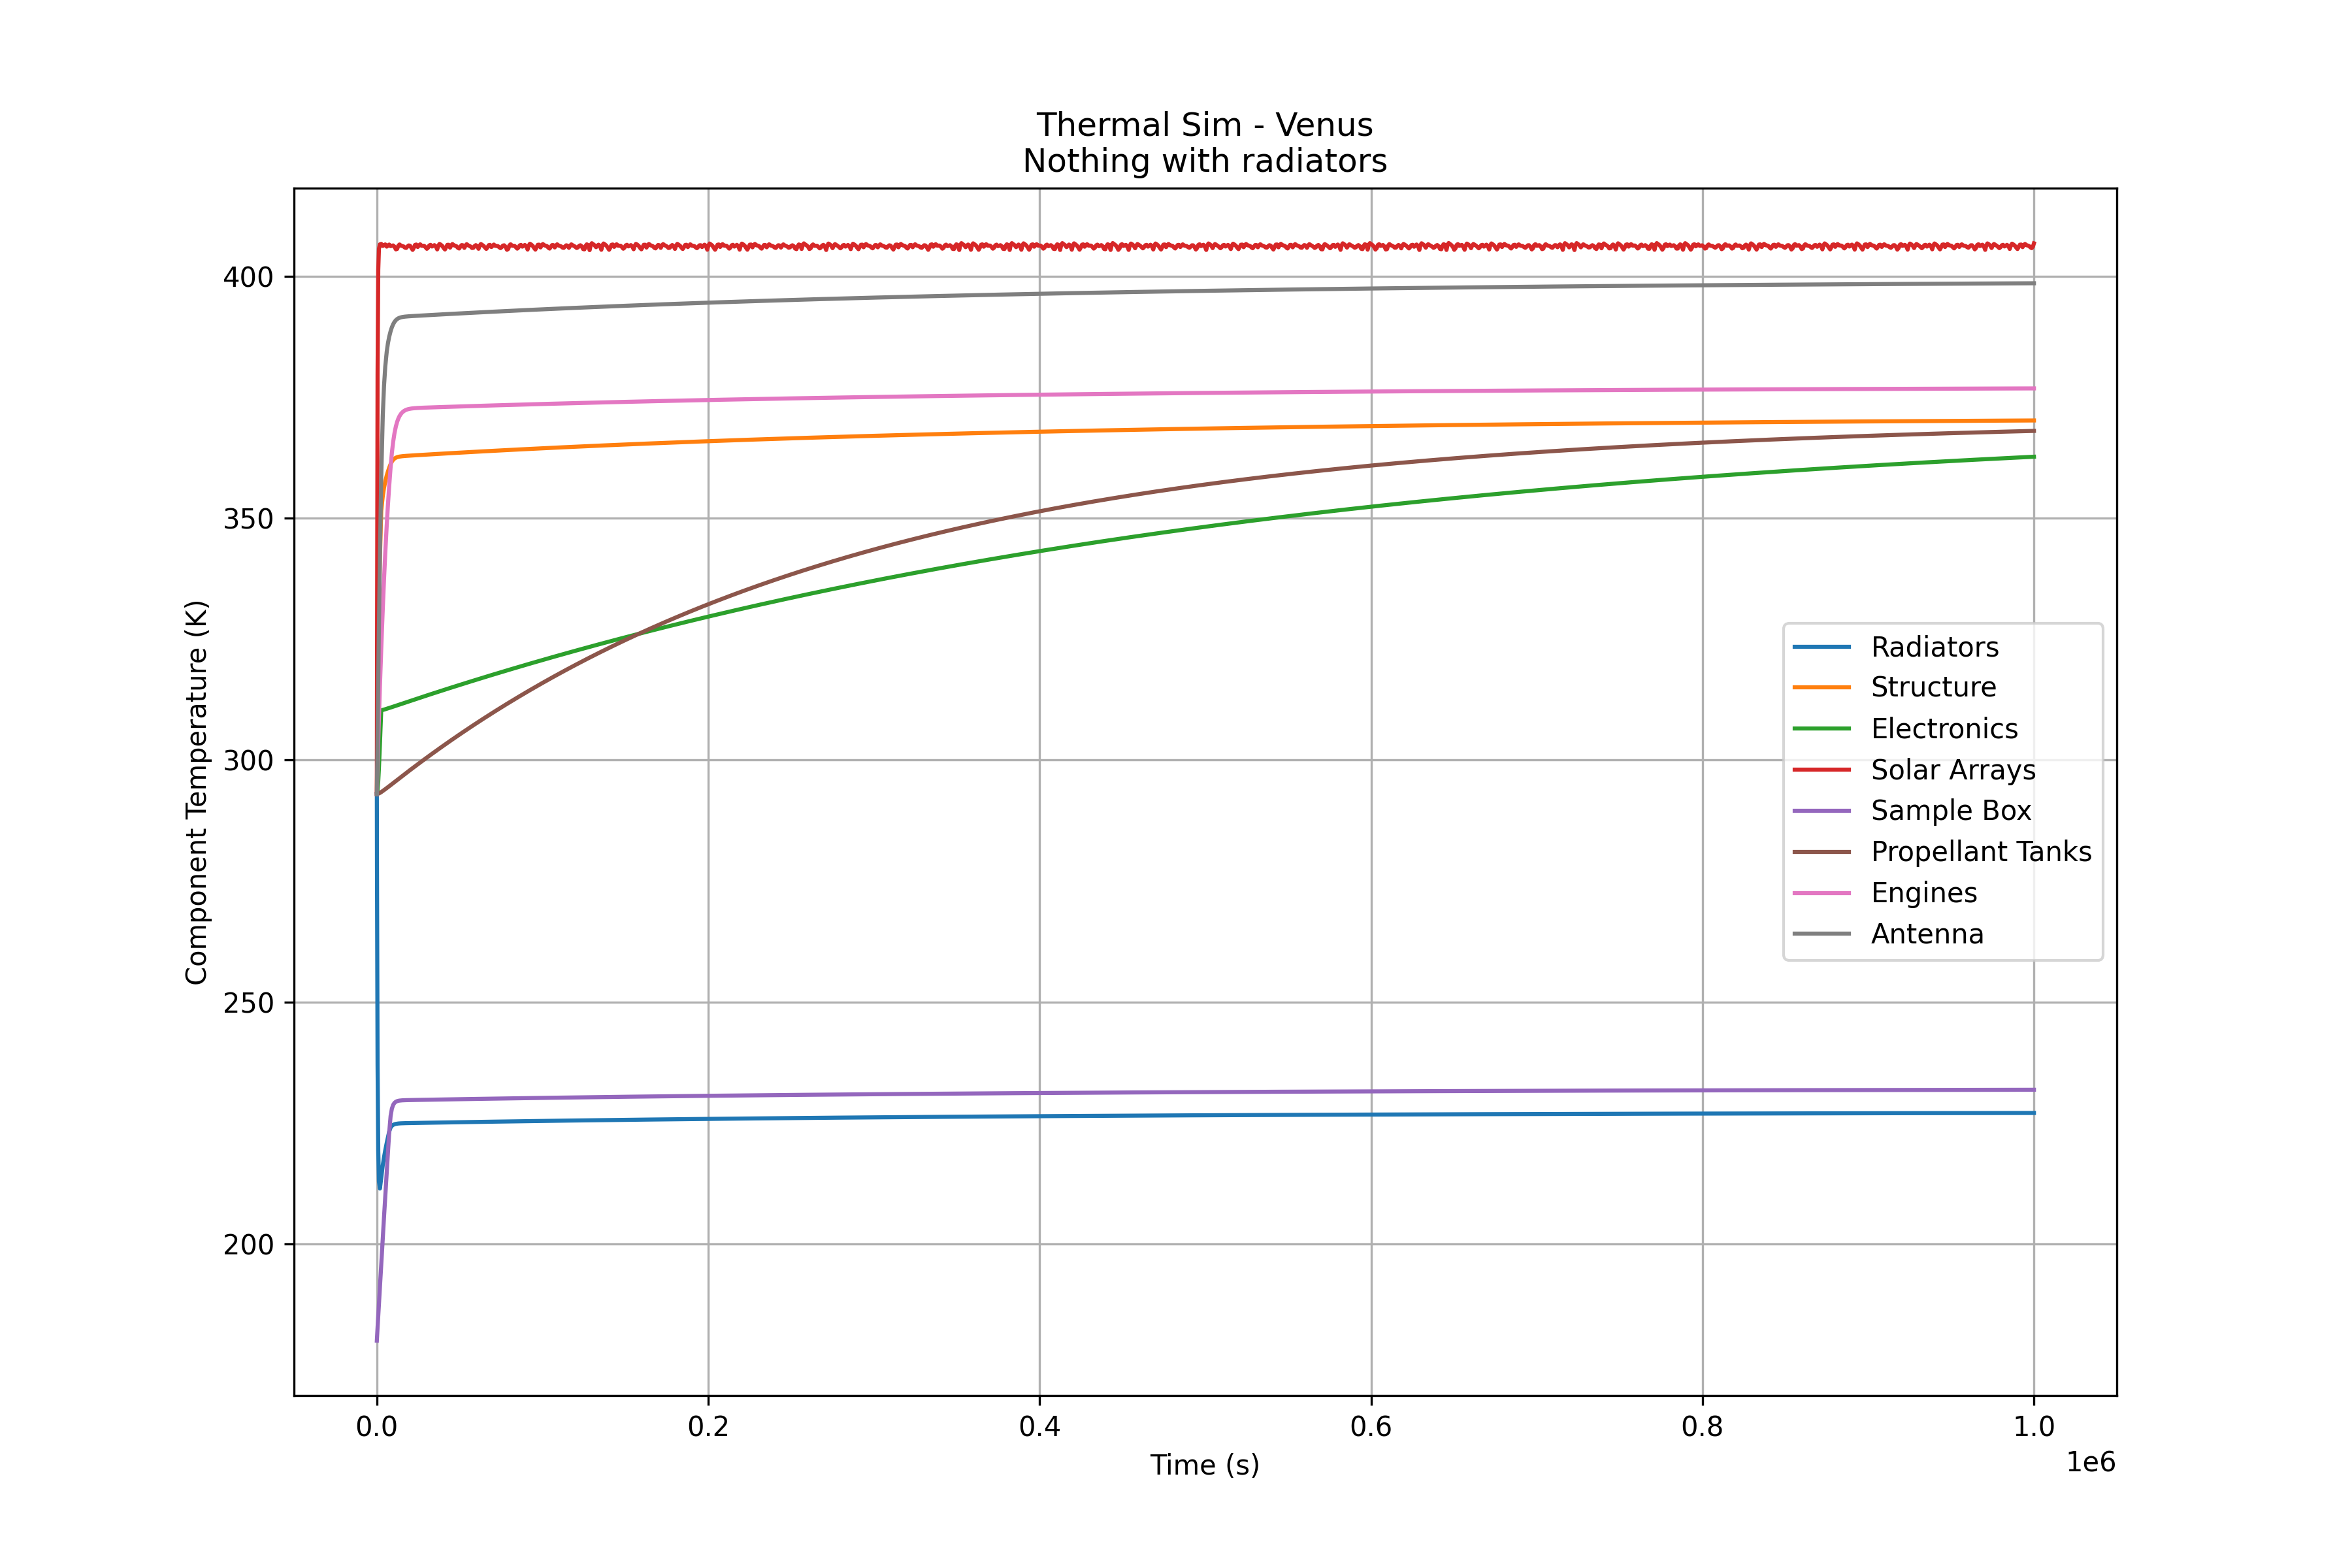 Thermal Sim - Venus
Nothing with radiators
Component Temperature (K)
400
350
300
250
200
Radiators
Structure
Electronics
Solar Arrays
Sample Box
Propellant Tanks
Engines
Antenna
0.0 0.2 0.4 0.6 0.8 1.0
1e6
Time (s)